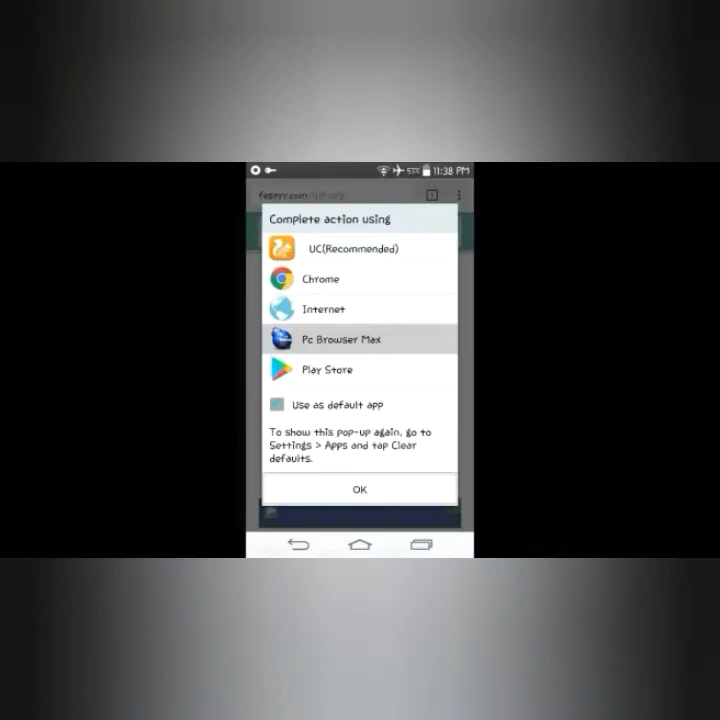 57% 11:38 PM
Complete action using
UC(Recommended)
Chrome
Internet
Pc Browser Max
Play Store
Use as default app
To show this pop-up again, go to
Settings > Apps and tap Clear
defaults.
OK